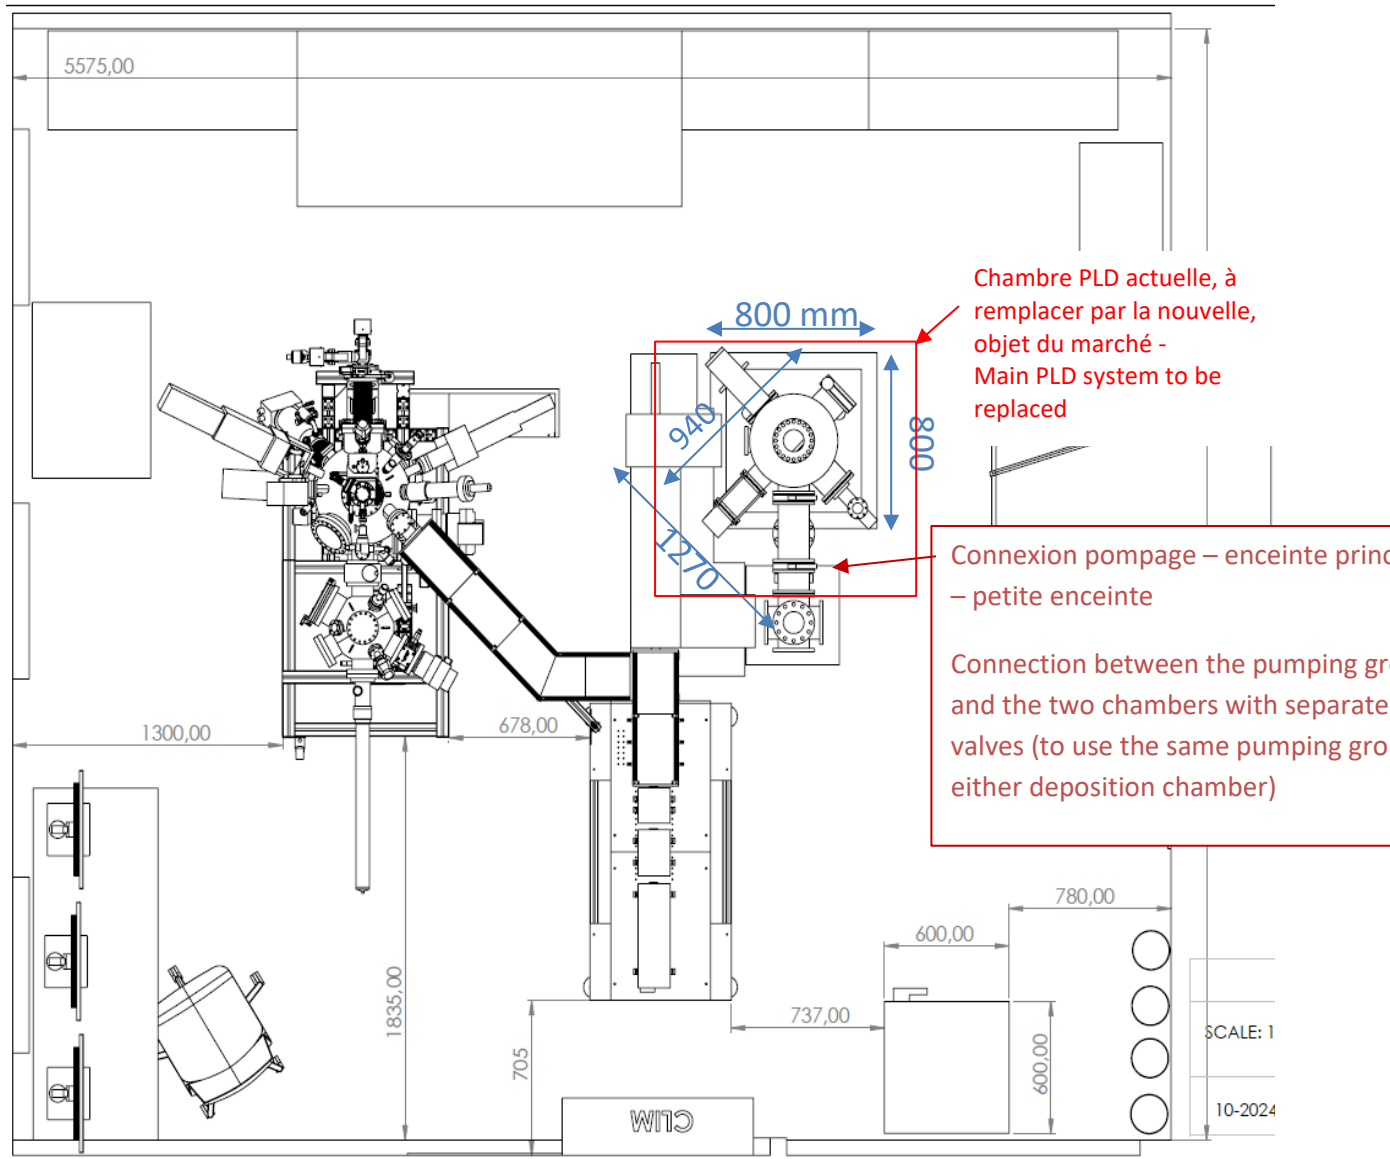 5575,00
Chambre PLD actuelle, à
remplacer par la nouvelle,
objet du marché -
Main PLD system to be
replaced
800 mm
940
800
1270
Connexion pompage – enceinte princ
– petite enceinte
Connection between the pumping gro
and the two chambers with separate
valves (to use the same pumping gro
either deposition chamber)
1300,00
678,00
780,00
600,00
737,00
1835,00
705
600,00
CLIM
SCALE: 1
10-2024